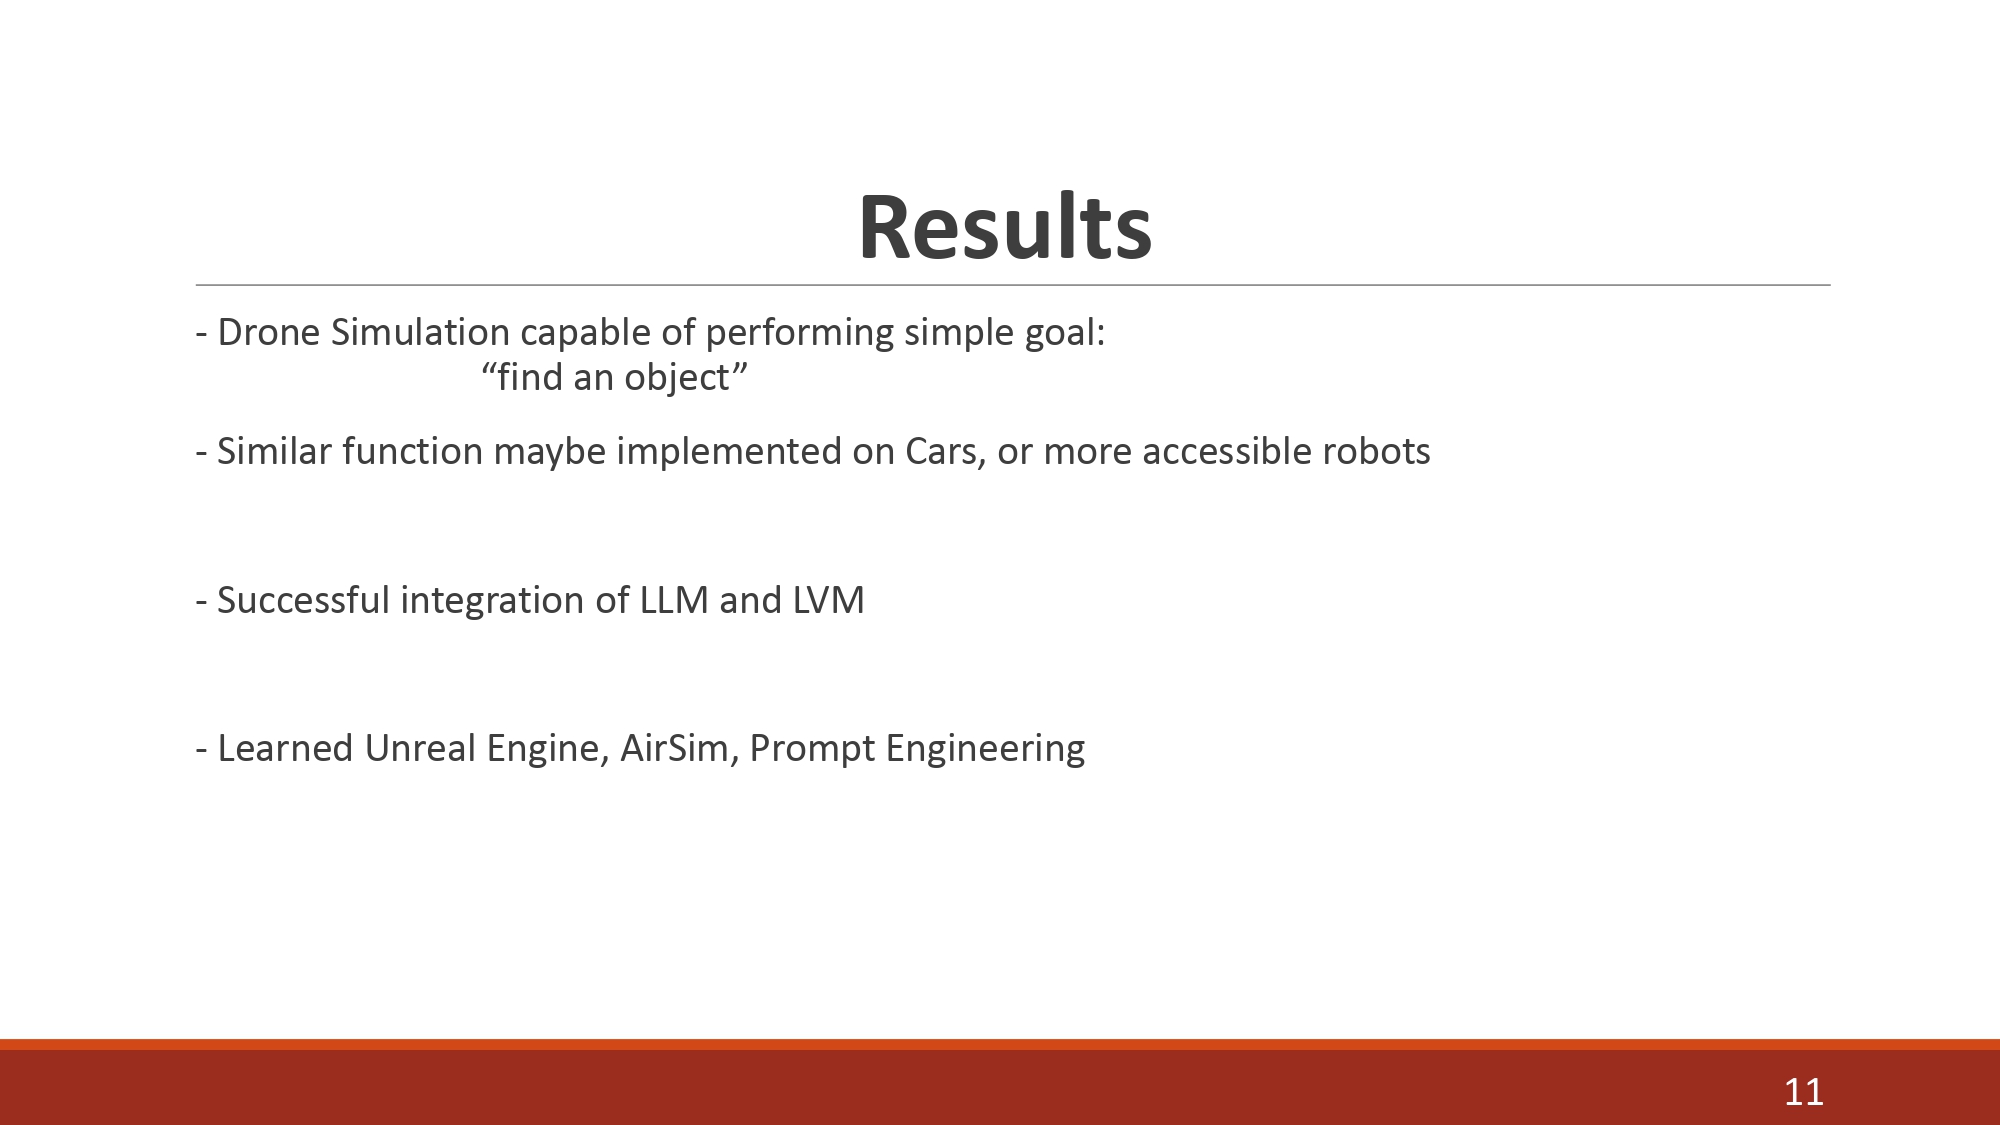 Results
- Drone Simulation capable of performing simple goal:
“find an object”
- Similar function maybe implemented on Cars, or more accessible robots
- Successful integration of LLM and LVM
- Learned Unreal Engine, AirSim, Prompt Engineering
11